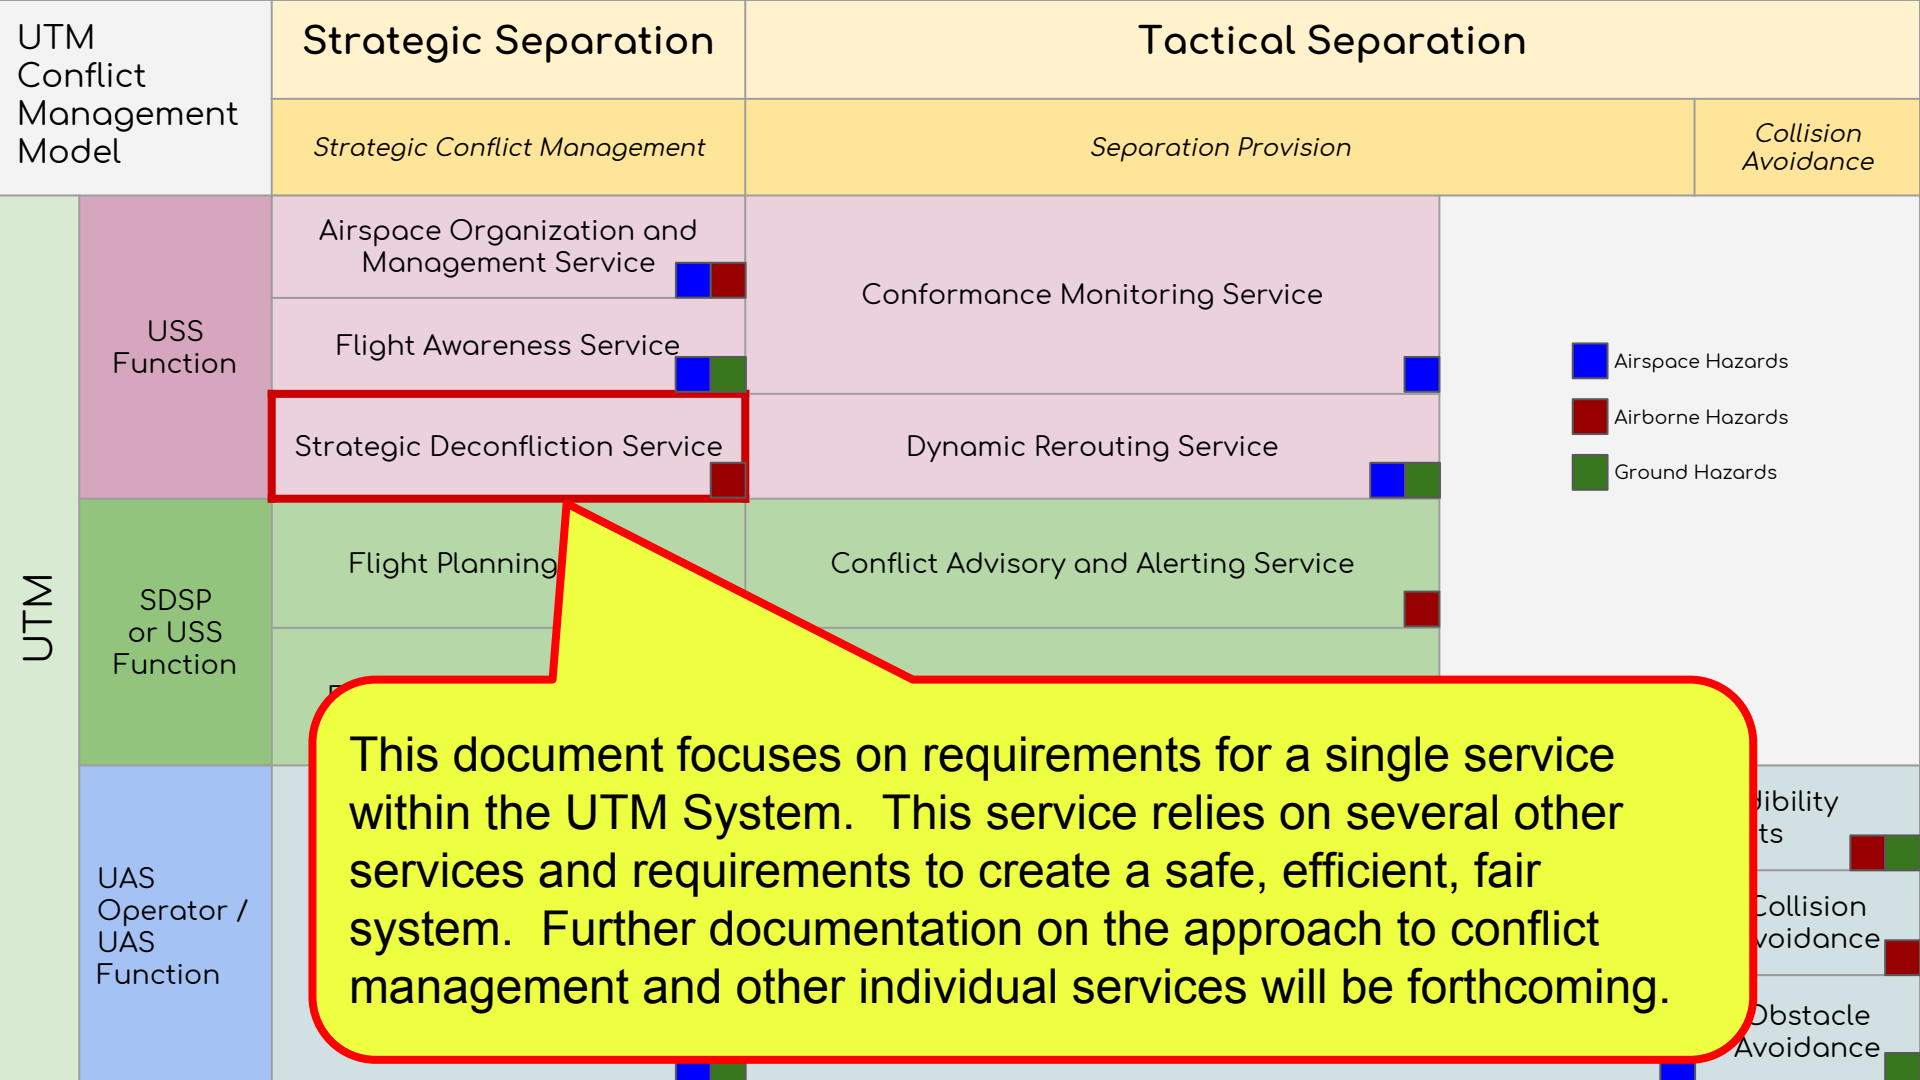 UTM
Conflict
Management
Model
Strategic Separation
Tactical Separation
Strategic Conflict Management
Separation Provision
Collision
Avoidance
UTM
USS
Function
Airspace Organization and
Management Service
Flight Awareness Service
Strategic Deconfliction Service
Conformance Monitoring Service
Dynamic Rerouting Service
Airspace Hazards
Airborne Hazards
Ground Hazards
SDSP
or USS
Function
Flight Planning
Conflict Advisory and Alerting Service
UAS
Operator /
UAS
Function
This document focuses on requirements for a single service
within the UTM System.  This service relies on several other
services and requirements to create a safe, efficient, fair
system.  Further documentation on the approach to conflict
management and other individual services will be forthcoming.
Collision
Avoidance
Obstacle
Avoidance